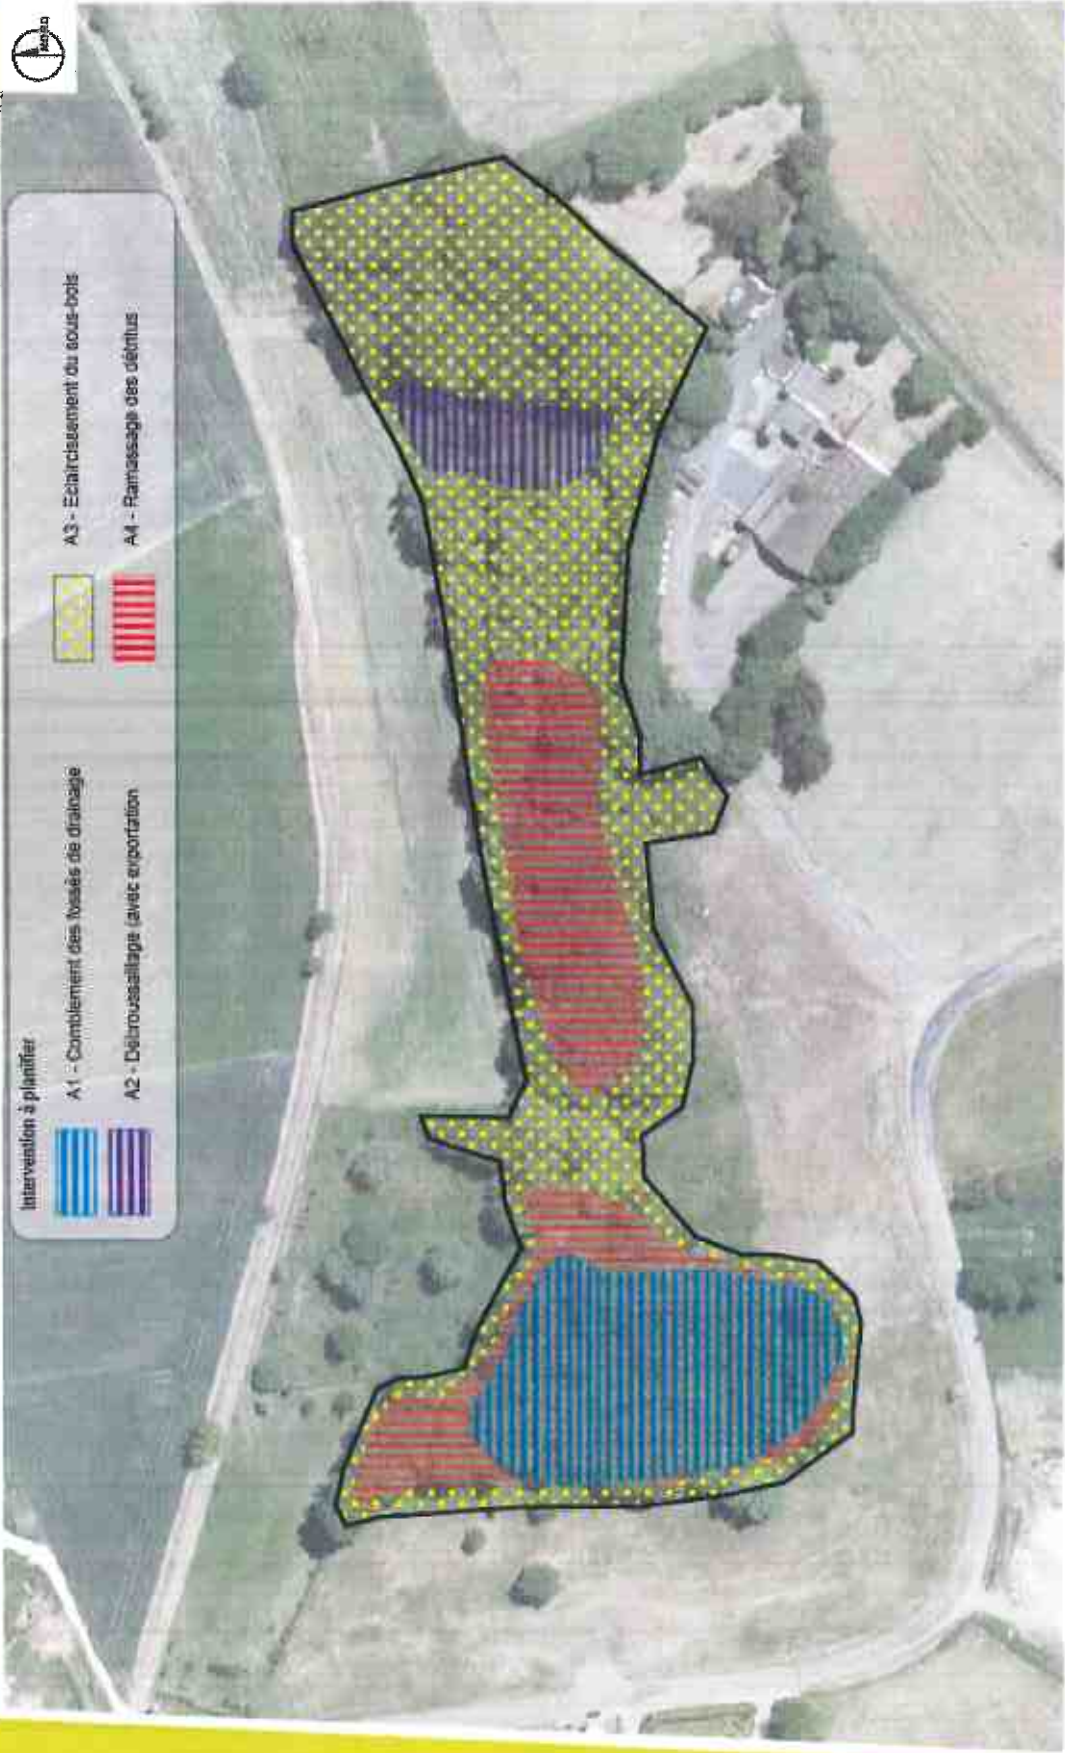 Intervention à planifier
A1 - Comblement des fossés de drainage
A2 - Débroussaillage (avec exportation
A3 - Eclaircissement du sous-bois
A4 - Ramassage des détritus